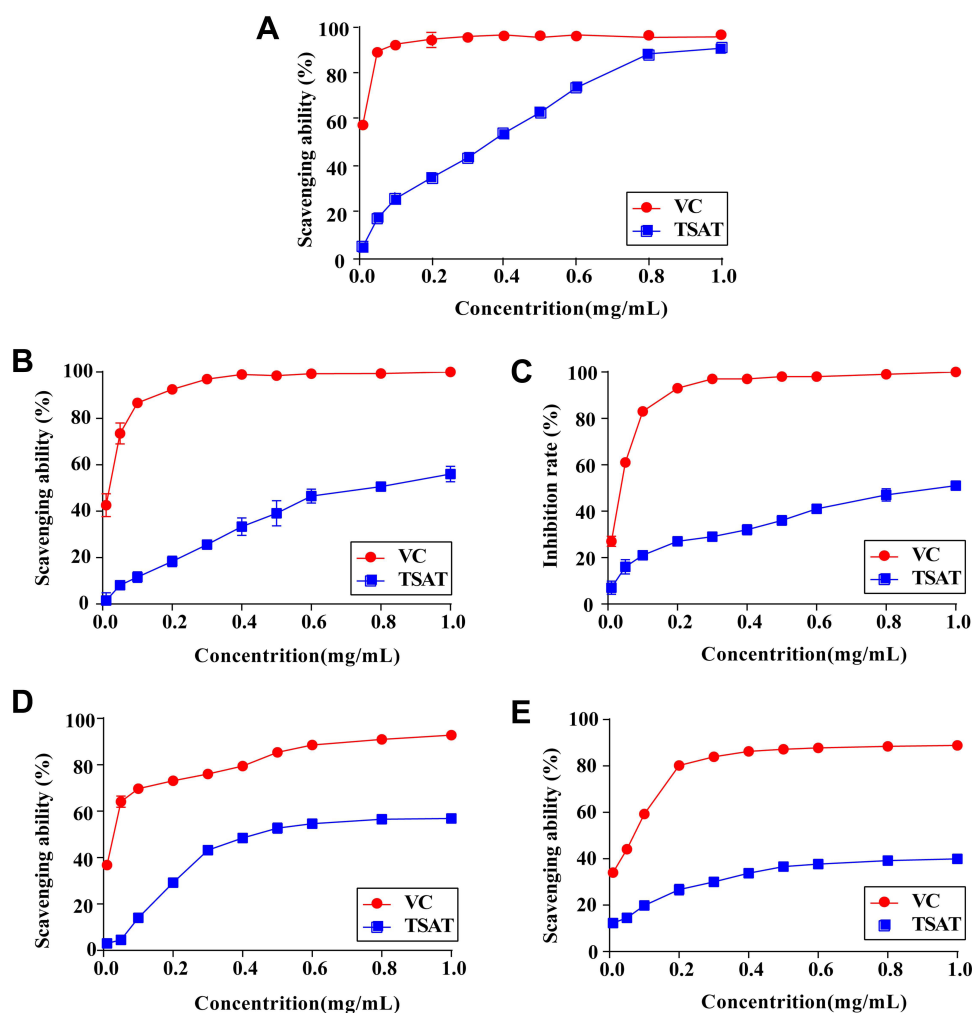 A
Scavenging ability (%)
100
80
60
40
20
0
VC
TSAT
0.0 0.2 0.4 0.6 0.8 1.0
Concentrition(mg/mL)
B
Scavenging ability (%)
100
80
60
40
20
0
VC
TSAT
0.0 0.2 0.4 0.6 0.8 1.0
Concentrition(mg/mL)
C
Inhibition rate (%)
100
80
60
40
20
0
VC
TSAT
0.0 0.2 0.4 0.6 0.8 1.0
Concentrition(mg/mL)
D
Scavenging ability (%)
100
80
60
40
20
0
VC
TSAT
0.0 0.2 0.4 0.6 0.8 1.0
Concentrition(mg/mL)
E
Scavenging ability (%)
100
80
60
40
20
0
VC
TSAT
0.0 0.2 0.4 0.6 0.8 1.0
Concentrition(mg/mL)